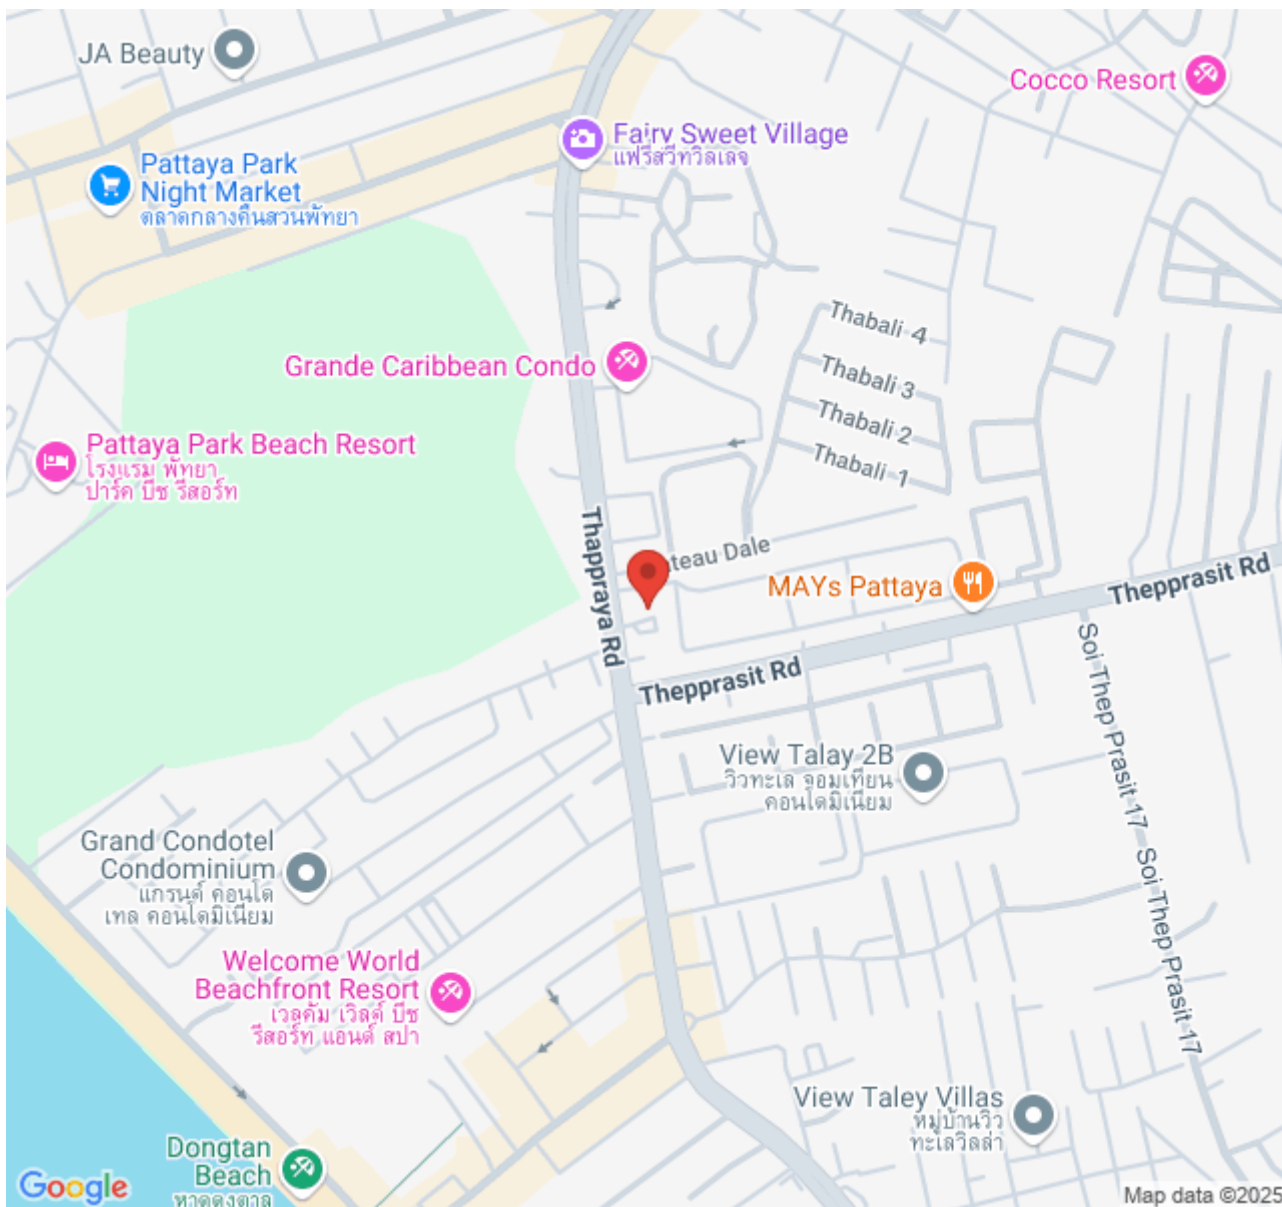 JA Beauty
Cocco Resort
Fairy Sweet Village
แฟรีสวีทวิลเลจ
Pattaya Park
Night Market
ตลาดกลางคืนสวนพัทยา
Thabali 4
Grande Caribbean Condo
Thabali 3
Thabali 2
Thabali 1
Pattaya Park Beach Resort
โรงแรม พัทยา
ปาร์ค บีช รีสอร์ท
Thappraya Rd
teau Dale
MAYs Pattaya
Thepprasit Rd
Thepprasit Rd
Soi Thep Prasit 17
View Talay 2B
วิวทะเล จอมเทียน
คอนโดมิเนียม
Soi Thep Prasit 17
Grand Condotel
Condominium
แกรนด์ คอนโด
เทล คอนโดมิเนียม
Welcome World
Beachfront Resort
เวลคัม เวิลด์ บีช
รีสอร์ท แอนด์ สปา
View Taley Villas
หมู่บ้านวิว
ทะเลวิลล่า
Dongtan
Beach
หาดดงตาล
Google
Map data ©2025